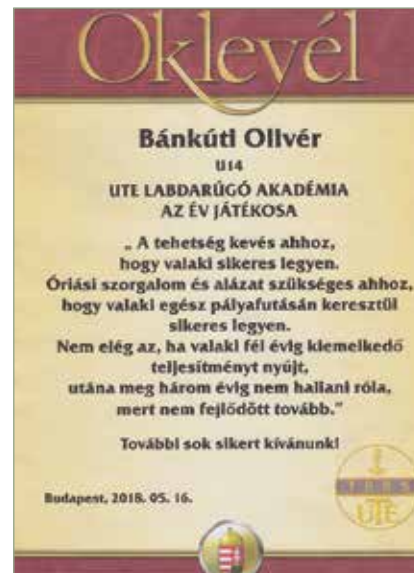 Oklevél
Bánkúti Olivér
U14
UTE LABDARÚGÓ AKADÉMIA
AZ ÉV JÁTÉKOSA
„ A tehetség kevés ahhoz,
hogy valaki sikeres legyen.
Óriási szorgalom és alázat szükséges ahhoz,
hogy valaki egész pályafutásán keresztül
sikeres legyen.
Nem elég az, ha valaki fél évig kiemelkedő
teljesítményt nyújt,
utána meg három évig nem hallani róla,
mert nem fejlődött tovább.”
További sok sikert kívánunk!
Budapest, 2018. 05. 16.
1885
UTE